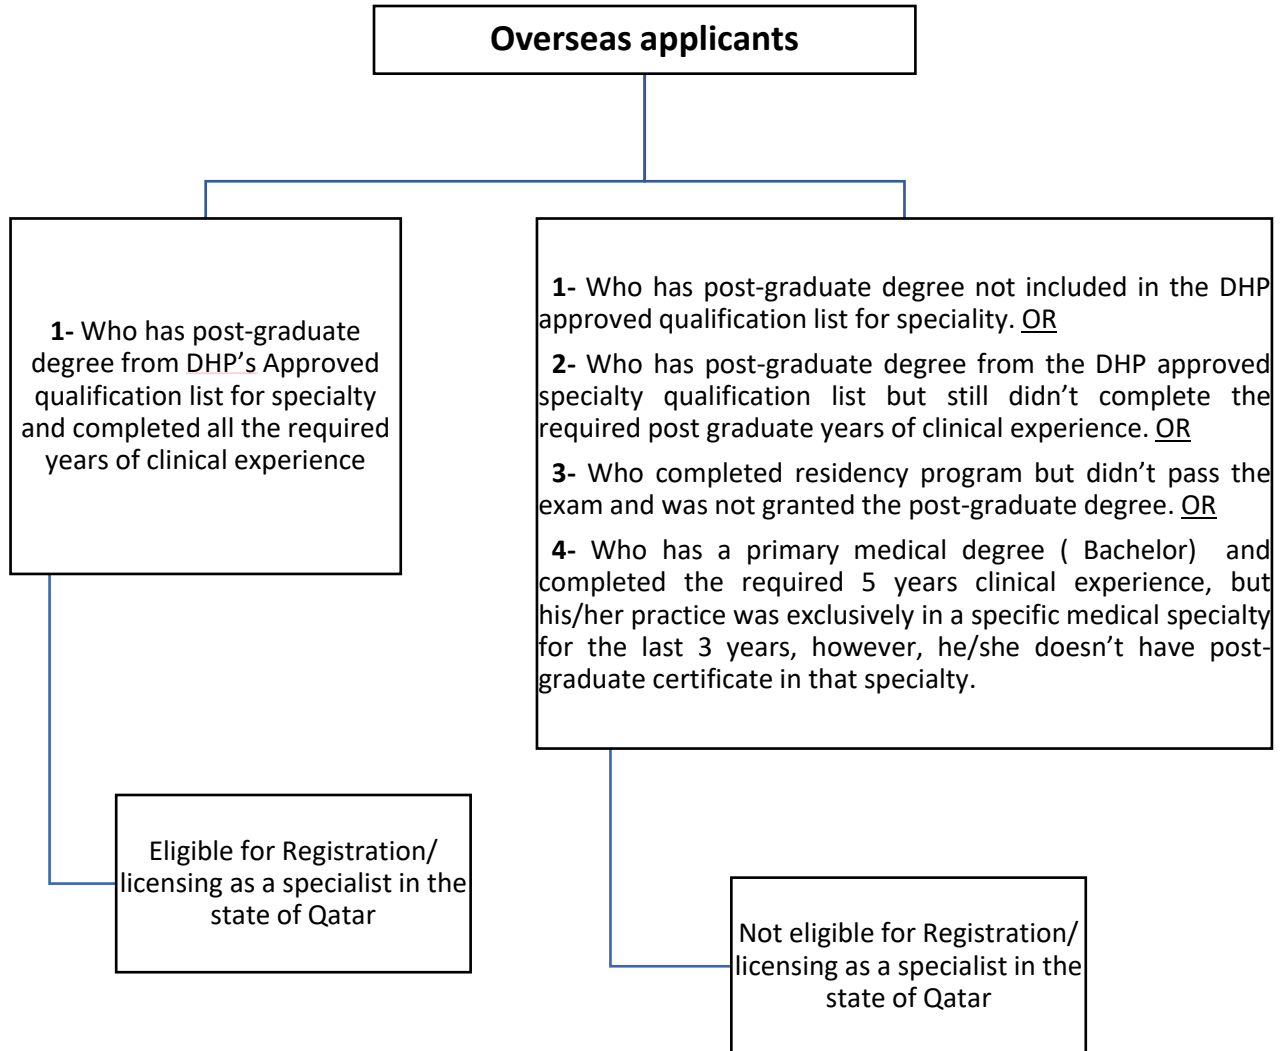 Overseas applicants
1- Who has post-graduate
degree from DHP’s Approved
qualification list for specialty
and completed all the required
years of clinical experience
1- Who has post-graduate degree not included in the DHP
approved qualification list for speciality. OR
2- Who has post-graduate degree from the DHP approved
specialty qualification list but still didn’t complete the
required post graduate years of clinical experience. OR
3- Who completed residency program but didn’t pass the
exam and was not granted the post-graduate degree. OR
4- Who has a primary medical degree ( Bachelor) and
completed the required 5 years clinical experience, but
his/her practice was exclusively in a specific medical specialty
for the last 3 years, however, he/she doesn’t have post-
graduate certificate in that specialty.
Eligible for Registration/
licensing as a specialist in the
state of Qatar
Not eligible for Registration/
licensing as a specialist in the
state of Qatar